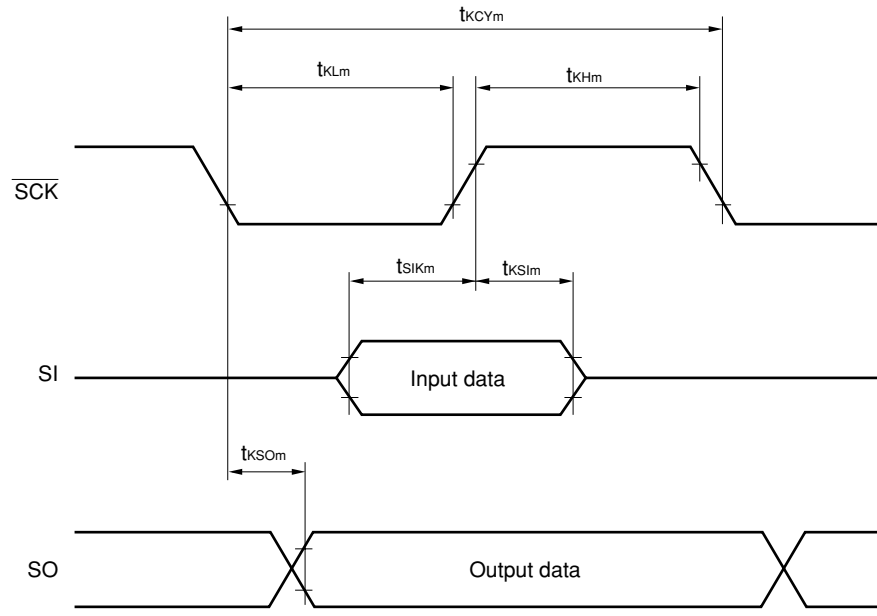 tKCYm
tKLm
tKHm
SCK
tSIKm
tKSIm
SI
Input data
tKSOm
SO
Output data